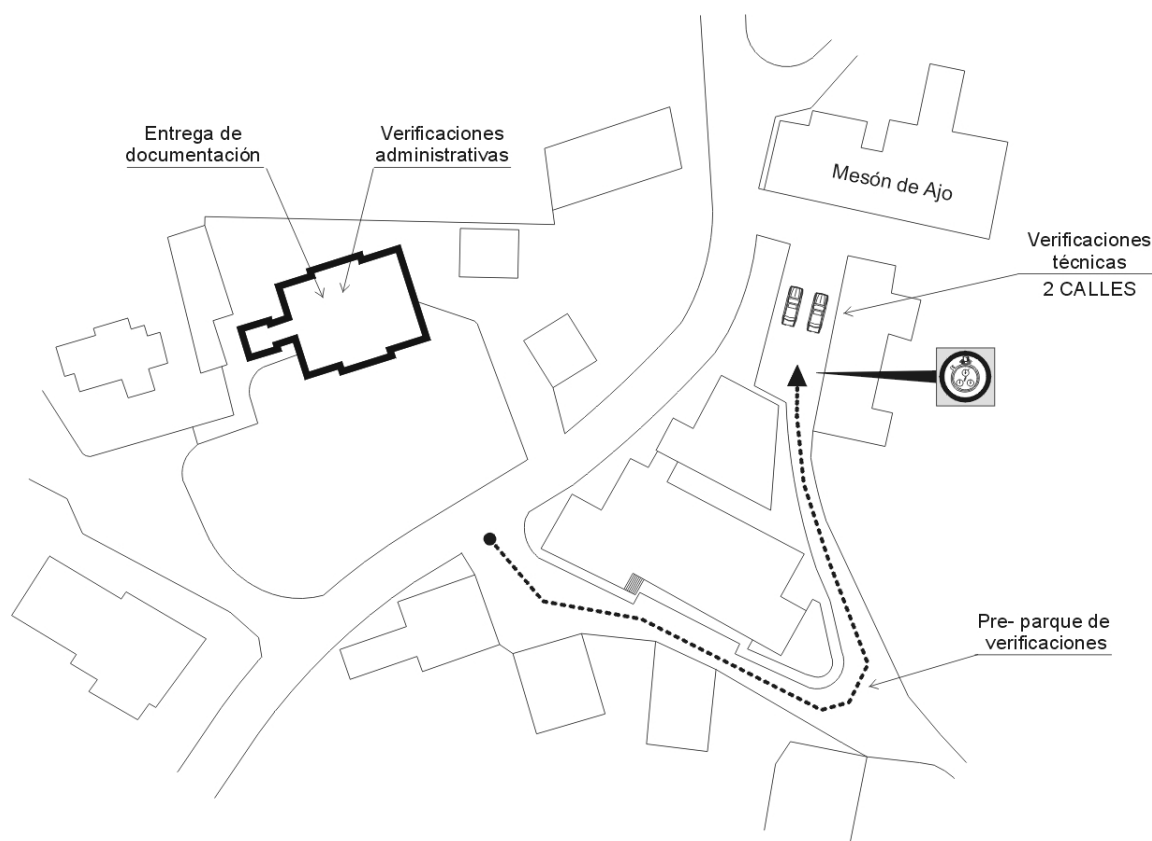 Entrega de
documentación
Verificaciones
administrativas
Mesón de Ajo
Verificaciones
técnicas
2 CALLES
Pre- parque de
verificaciones